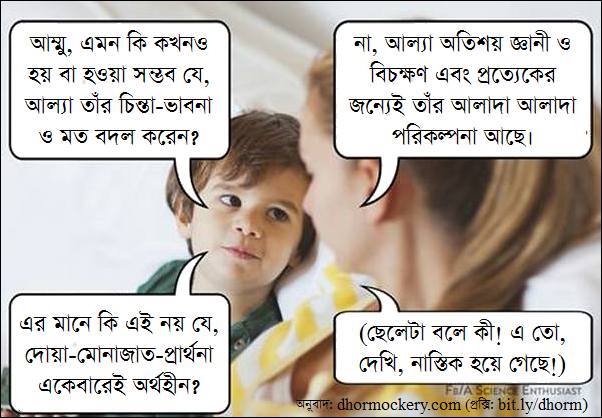 আম্মু, এমন কি কখনও
হয় বা হওয়া সম্ভব যে,
আল্যা তাঁর চিন্তা-ভাবনা
ও মত বদল করেন?
না, আল্যা অতিশয় জ্ঞানী ও
বিচক্ষণ এবং প্রত্যেকের
জন্যেই তাঁর আলাদা আলাদা
পরিকল্পনা আছে।
এর মানে কি এই নয় যে,
দোয়া-মোনাজাত-প্রার্থনা
একেবারেই অর্থহীন?
(ছেলেটা বলে কী! এ তো,
দেখি, নাস্তিক হয়ে গেছে!)
FB/A SCIENCE ENTHUSIAST
অনুবাদ: dhormockery.com (প্রক্সি: bit.ly/dhorm)